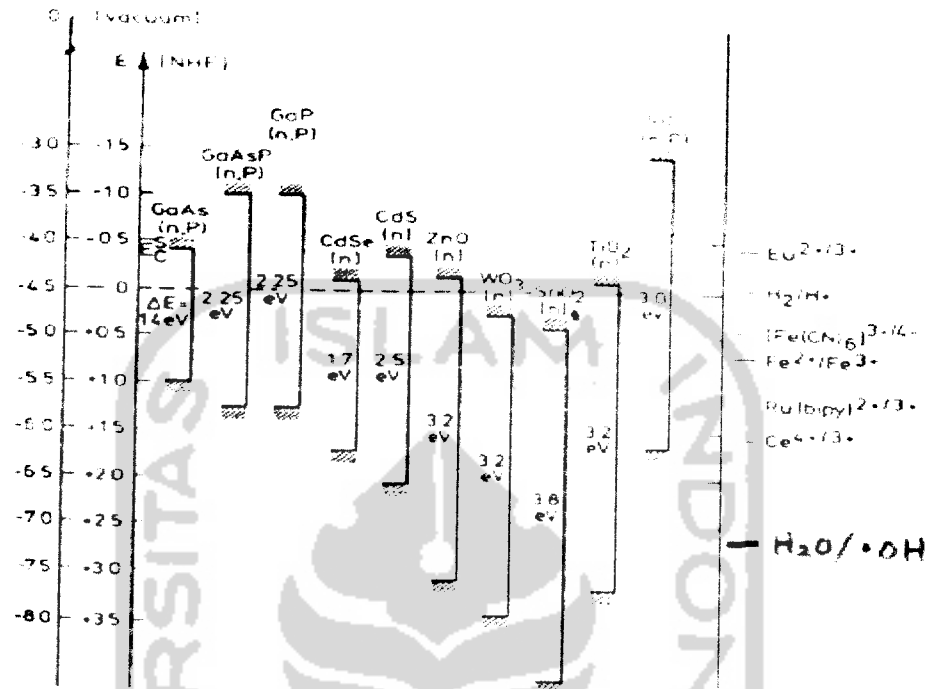 0 (vacuum)
E (NHE)
GaP
(n,P)
-3.0 -1.5
GaAsP
(n,P)
-3.5 -1.0
GaAs
(n,P)
CdS
(n)
-4.0 -0.5
CdSe
(n)
ZnO
(n)
TiO2
(n)
Eu2+/3+
WO3
(n)
SnO2
-4.5 0
H2/H+
ΔE=
1.4eV
2.25
eV
2.25
eV
3.0
eV
-5.0 +0.5
[Fe(CN)6]3-/4-
Fe2+/Fe3+
1.7
eV
2.5
eV
-5.5 +1.0
Ru(bipy)2+/3+
-6.0 +1.5
Ce4+/3+
3.2
eV
3.2
eV
3.2
eV
-6.5 +2.0
3.8
eV
-7.0 +2.5
H2O/•OH
-7.5 +3.0
-8.0 +3.5
ISLAM
INDON
RSITAS